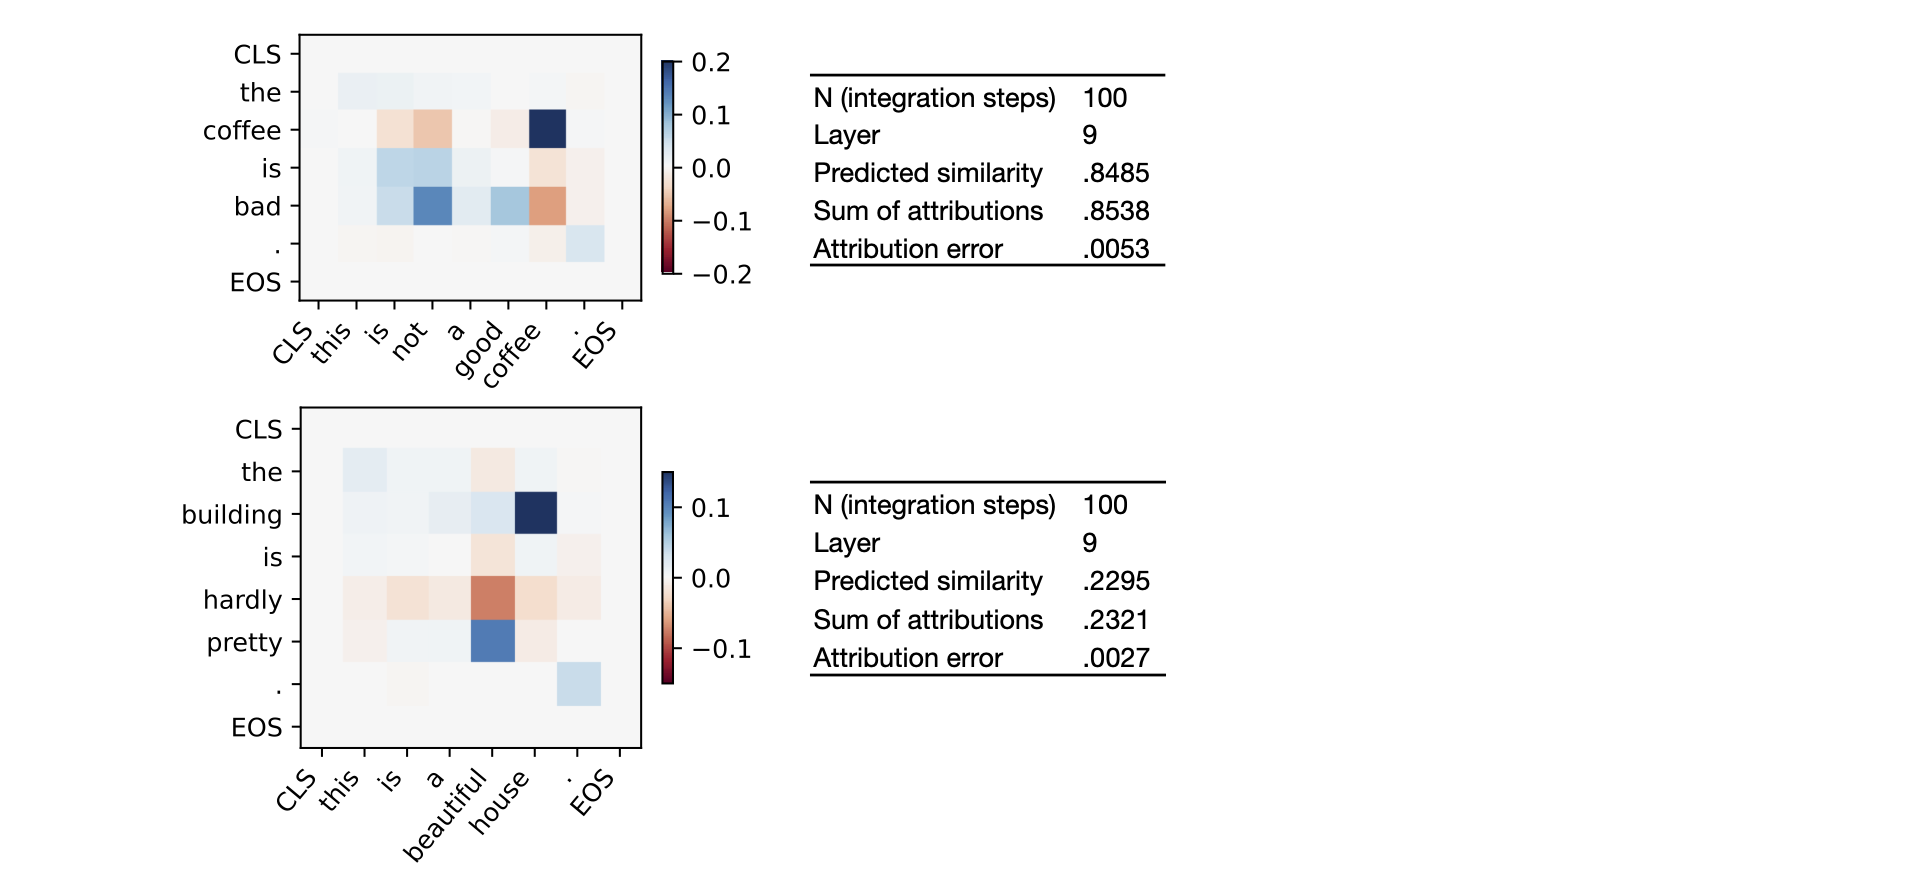 CLS
the
coffee
is
bad
.
EOS
CLS this is not a good coffee . EOS
0.2
0.1
0.0
−0.1
−0.2
N (integration steps) 100
Layer 9
Predicted similarity .8485
Sum of attributions .8538
Attribution error .0053
CLS
the
building
is
hardly
pretty
.
EOS
CLS this is a beautiful house . EOS
0.1
0.0
−0.1
N (integration steps) 100
Layer 9
Predicted similarity .2295
Sum of attributions .2321
Attribution error .0027